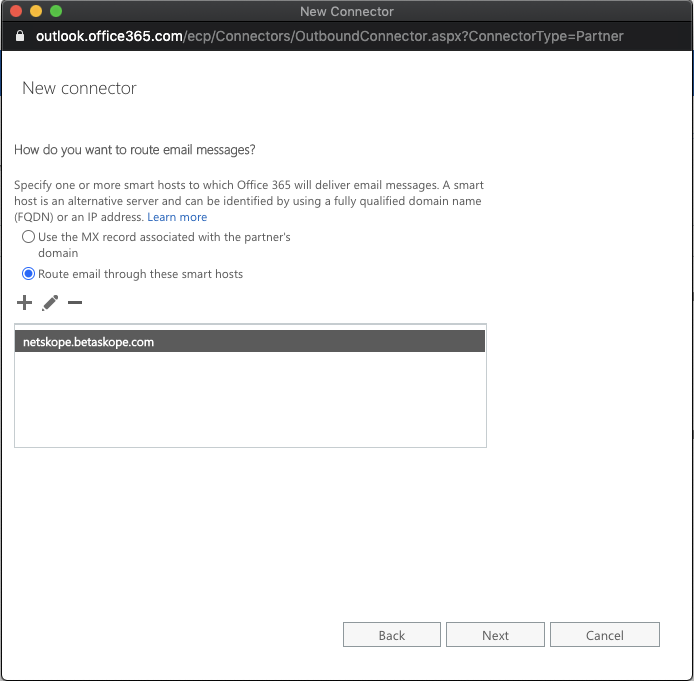 New Connector
outlook.office365.com/ecp/Connectors/OutboundConnector.aspx?ConnectorType=Partner
New connector
How do you want to route email messages?
Specify one or more smart hosts to which Office 365 will deliver email messages. A smart
host is an alternative server and can be identified by using a fully qualified domain name
(FQDN) or an IP address. Learn more
Use the MX record associated with the partner's
domain
Route email through these smart hosts
netskope.betaskope.com
Back
Next
Cancel